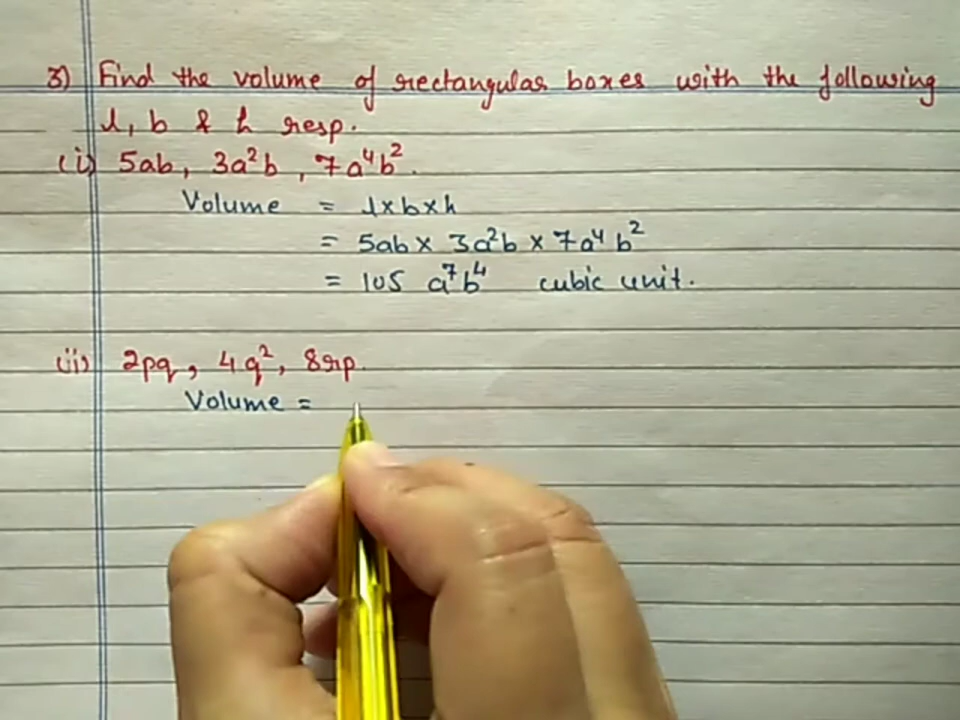 3) Find the volume of rectangular boxes with the following
l, b & h resp.
(i) 5ab, 3a²b, 7a⁴b².
Volume = l×b×h
= 5ab × 3a²b × 7a⁴b²
= 105 a⁷b⁴ cubic unit.
(ii) 2pq, 4q², 8rp.
Volume =